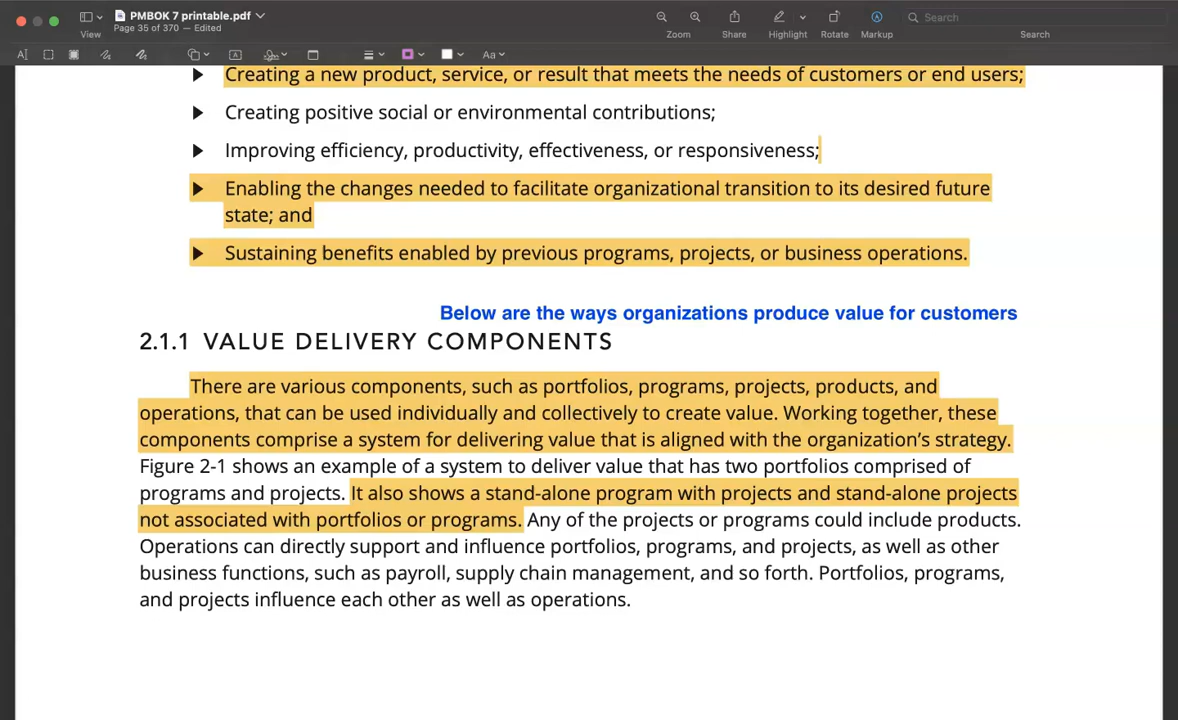 PMBOK 7 printable.pdf
Page 35 of 370 – Edited
View
Zoom
Share
Highlight
Rotate
Markup
Search
Search
Aa
Creating a new product, service, or result that meets the needs of customers or end users;
Creating positive social or environmental contributions;
Improving efficiency, productivity, effectiveness, or responsiveness;
Enabling the changes needed to facilitate organizational transition to its desired future
state; and
Sustaining benefits enabled by previous programs, projects, or business operations.
Below are the ways organizations produce value for customers
2.1.1 VALUE DELIVERY COMPONENTS
There are various components, such as portfolios, programs, projects, products, and
operations, that can be used individually and collectively to create value. Working together, these
components comprise a system for delivering value that is aligned with the organization’s strategy.
Figure 2-1 shows an example of a system to deliver value that has two portfolios comprised of
programs and projects. It also shows a stand-alone program with projects and stand-alone projects
not associated with portfolios or programs. Any of the projects or programs could include products.
Operations can directly support and influence portfolios, programs, and projects, as well as other
business functions, such as payroll, supply chain management, and so forth. Portfolios, programs,
and projects influence each other as well as operations.